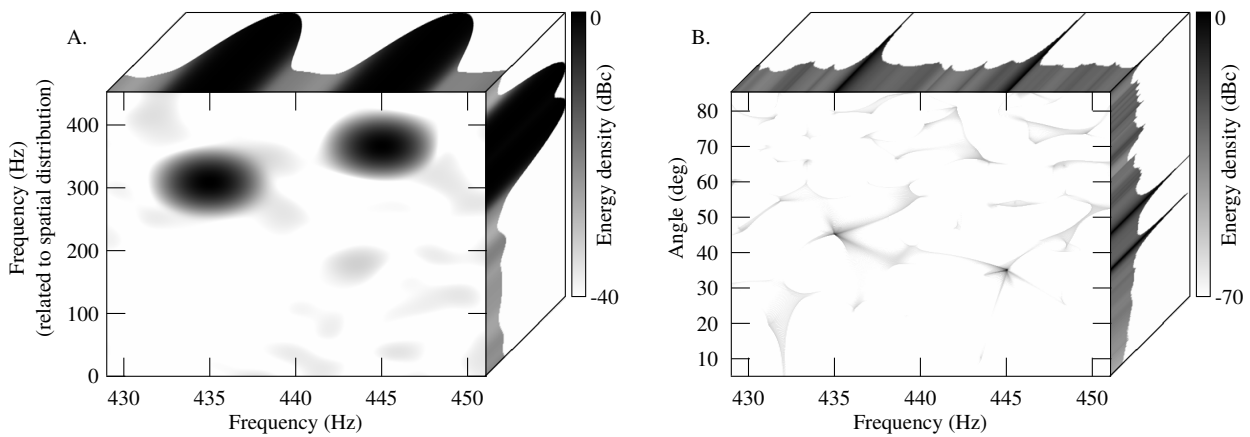 A.
0
Energy density (dBc)
-40
Frequency (Hz)
(related to spatial distribution)
400
300
200
100
0
430 435 440 445 450
Frequency (Hz)
B.
0
Energy density (dBc)
-70
Angle (deg)
80
70
60
50
40
30
20
10
430 435 440 445 450
Frequency (Hz)